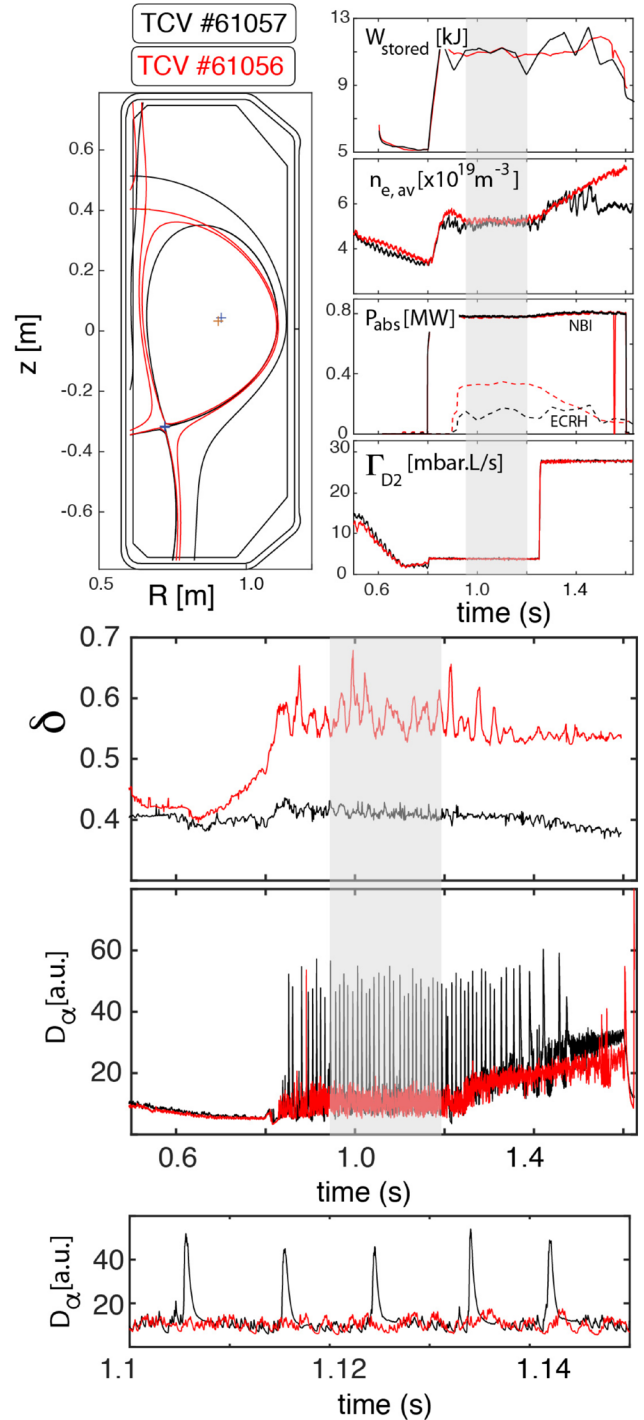 TCV #61057
TCV #61056
0.6
0.4
0.2
0
-0.2
-0.4
-0.6
z [m]
0.5
1.0
R [m]
W_stored [kJ]
13
11
9
7
5
n_e, av [x10^19 m^-3]
6
4
P_abs [MW]
NBI
ECRH
0.8
0.4
0
Γ_D2 [mbar.L/s]
30
20
10
0
0.6
1.0
1.4
time (s)
δ
0.7
0.6
0.5
0.4
D_α [a.u.]
60
40
20
0.6
1.0
1.4
time (s)
D_α [a.u.]
40
20
1.1
1.12
1.14
time (s)